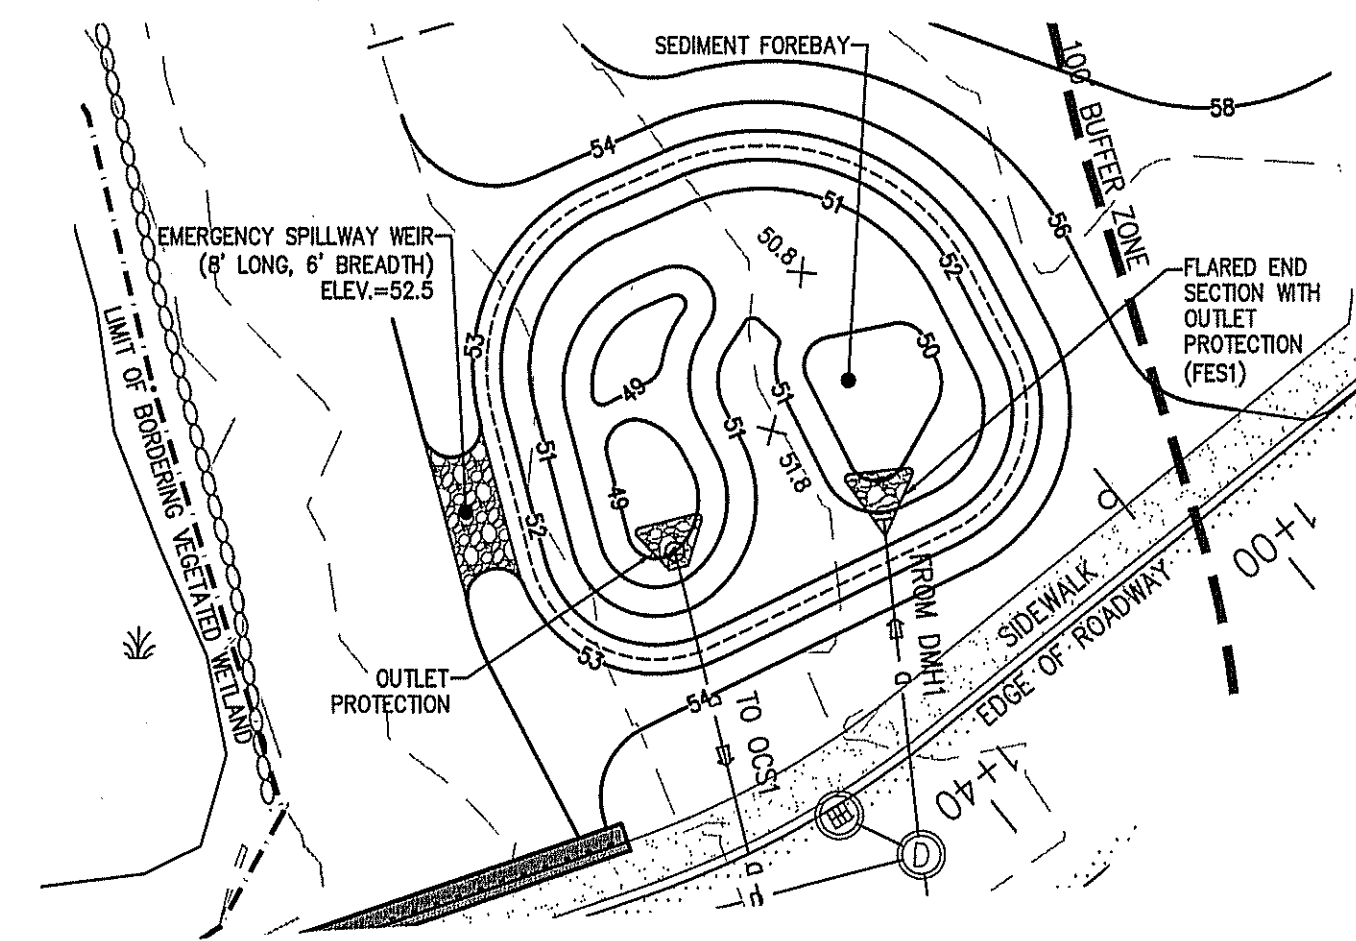 SEDIMENT FOREBAY
100 BUFFER ZONE
58
54
51
56
50.8
52
EMERGENCY SPILLWAY WEIR
(8' LONG, 6' BREADTH)
ELEV.=52.5
FLARED END
SECTION WITH
OUTLET
PROTECTION
(FES1)
LIMIT OF BORDERING VEGETATED WETLAND
53
50
49
51
51
51
51.8
49
52
1+00
FROM DMH1
SIDEWALK
EDGE OF ROADWAY
53
OUTLET
PROTECTION
54
D
D
TO OCS1
1+40
D
D